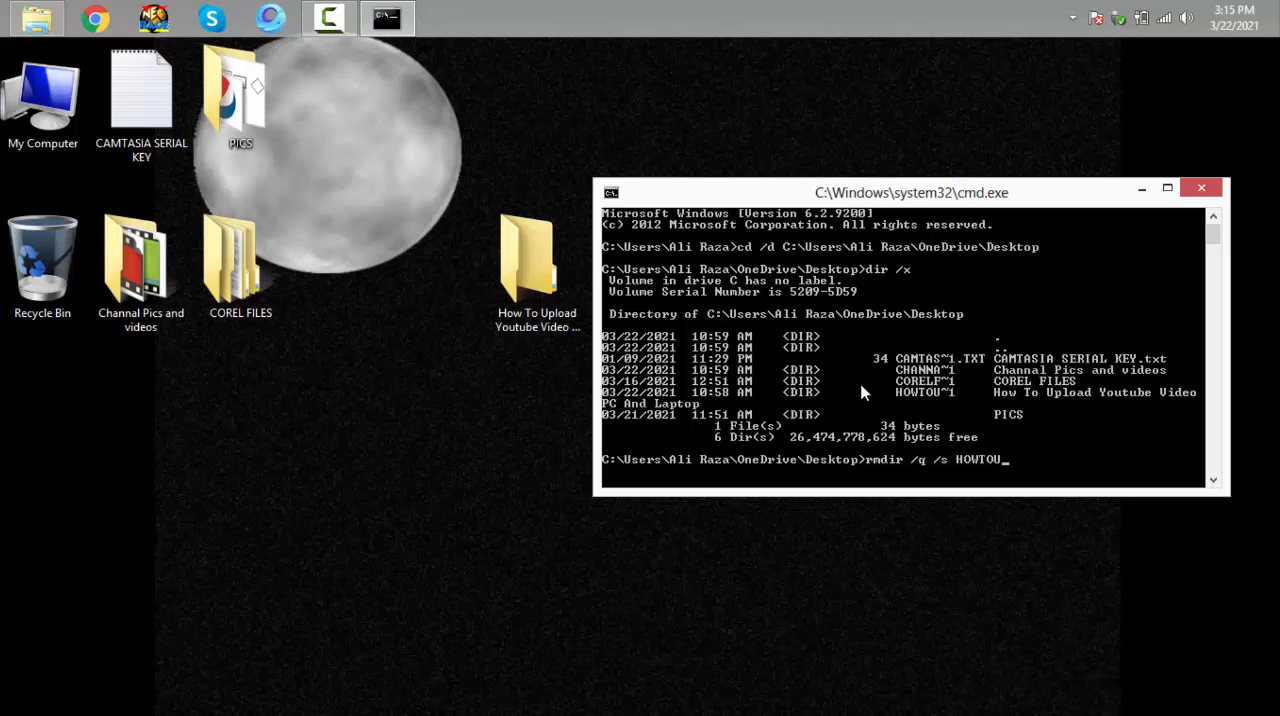 3:15 PM
3/22/2021
NEO
RAGE
My Computer
CAMTASIA SERIAL
KEY
PICS
Recycle Bin
Channal Pics and
videos
COREL FILES
How To Upload
Youtube Video ...
C:\Windows\system32\cmd.exe
Microsoft Windows [Version 6.2.9200]
(c) 2012 Microsoft Corporation. All rights reserved.
C:\Users\Ali Raza>cd /d C:\Users\Ali Raza\OneDrive\Desktop
C:\Users\Ali Raza\OneDrive\Desktop>dir /x
Volume in drive C has no label.
Volume Serial Number is 5209-5D59
Directory of C:\Users\Ali Raza\OneDrive\Desktop
03/22/2021 10:59 AM <DIR> .
03/22/2021 10:59 AM <DIR> ..
01/09/2021 11:29 PM 34 CAMTAS~1.TXT CAMTASIA SERIAL KEY.txt
03/22/2021 10:59 AM <DIR> CHANNA~1 Channal Pics and videos
03/16/2021 12:51 AM <DIR> CORELF~1 COREL FILES
03/22/2021 10:58 AM <DIR> HOWTOU~1 How To Upload Youtube Video
PC And Laptop
03/21/2021 11:51 AM <DIR> PICS
1 File(s) 34 bytes
6 Dir(s) 26,474,778,624 bytes free
C:\Users\Ali Raza\OneDrive\Desktop>rmdir /q /s HOWTOU_